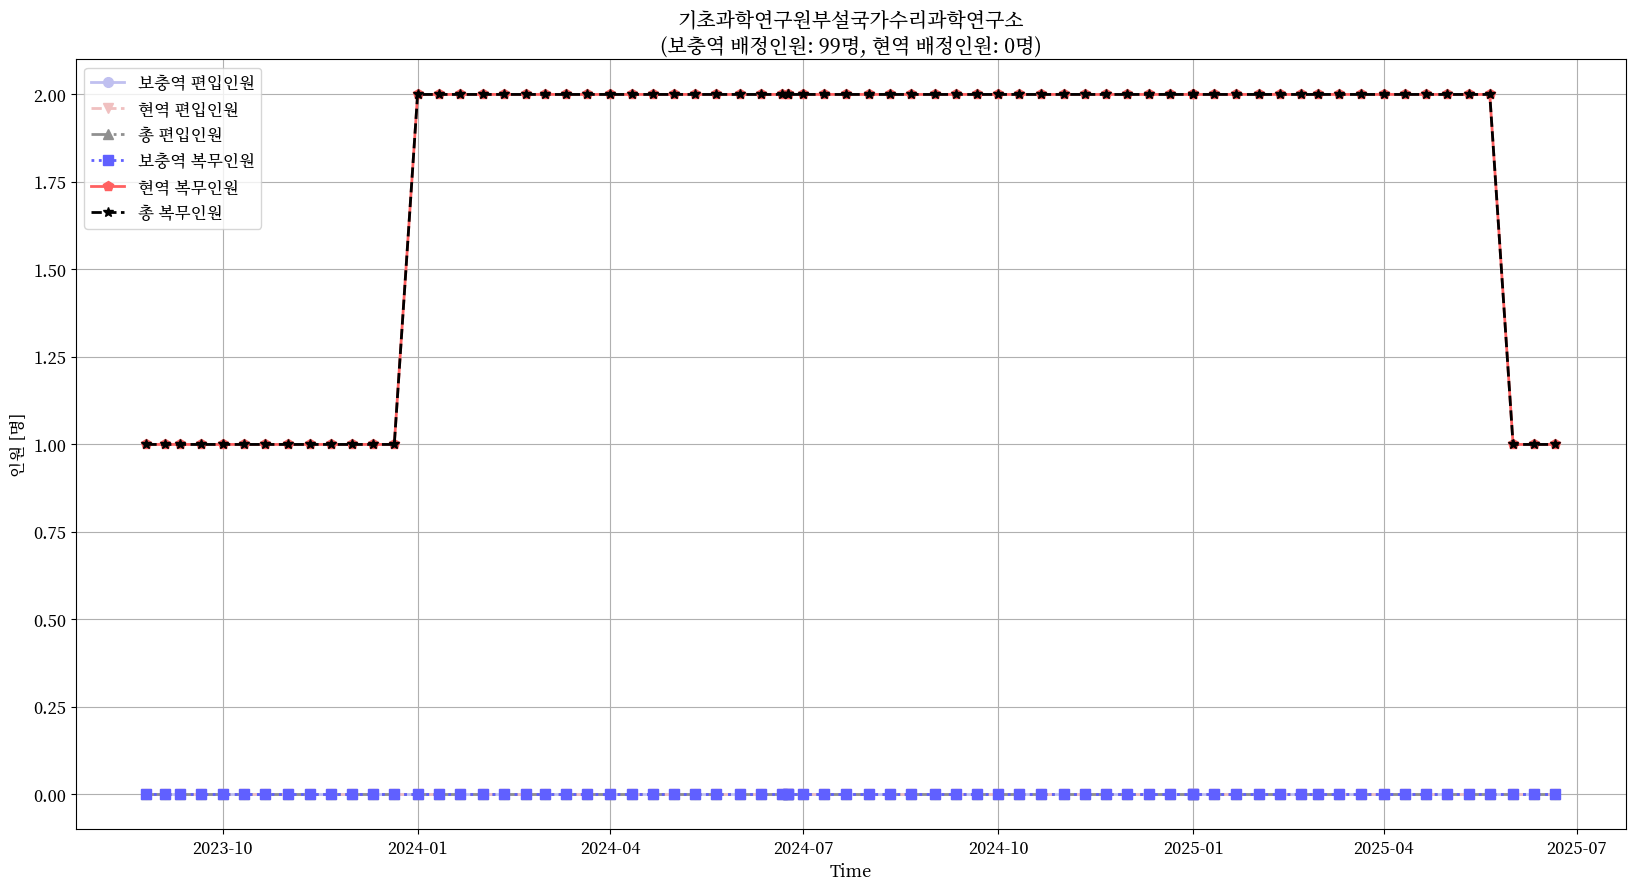 기초과학연구원부설국가수리과학연구소
(보충역 배정인원: 99명, 현역 배정인원: 0명)
보충역 편입인원
현역 편입인원
총 편입인원
보충역 복무인원
현역 복무인원
총 복무인원
2.00
1.75
1.50
1.25
1.00
0.75
0.50
0.25
0.00
인원 [명]
2023-10
2024-01
2024-04
2024-07
2024-10
2025-01
2025-04
2025-07
Time